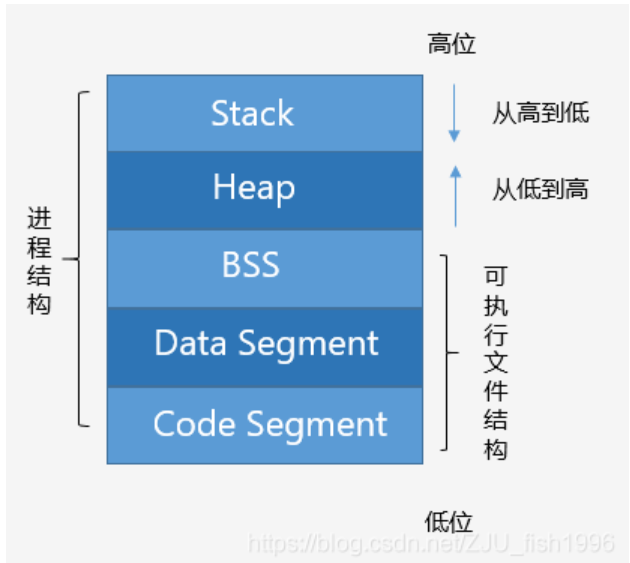 高位
Stack
从高到低
Heap
从低到高
进程结构
BSS
可执行文件结构
Data Segment
Code Segment
低位
https://blog.csdn.net/ZJU_fish1996